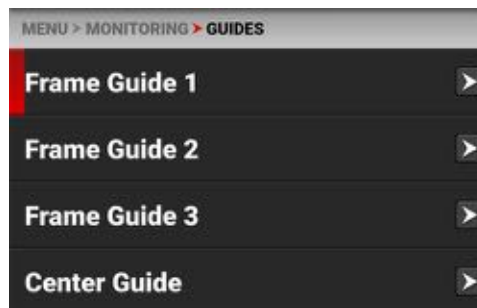 MENU > MONITORING > GUIDES
Frame Guide 1
Frame Guide 2
Frame Guide 3
Center Guide